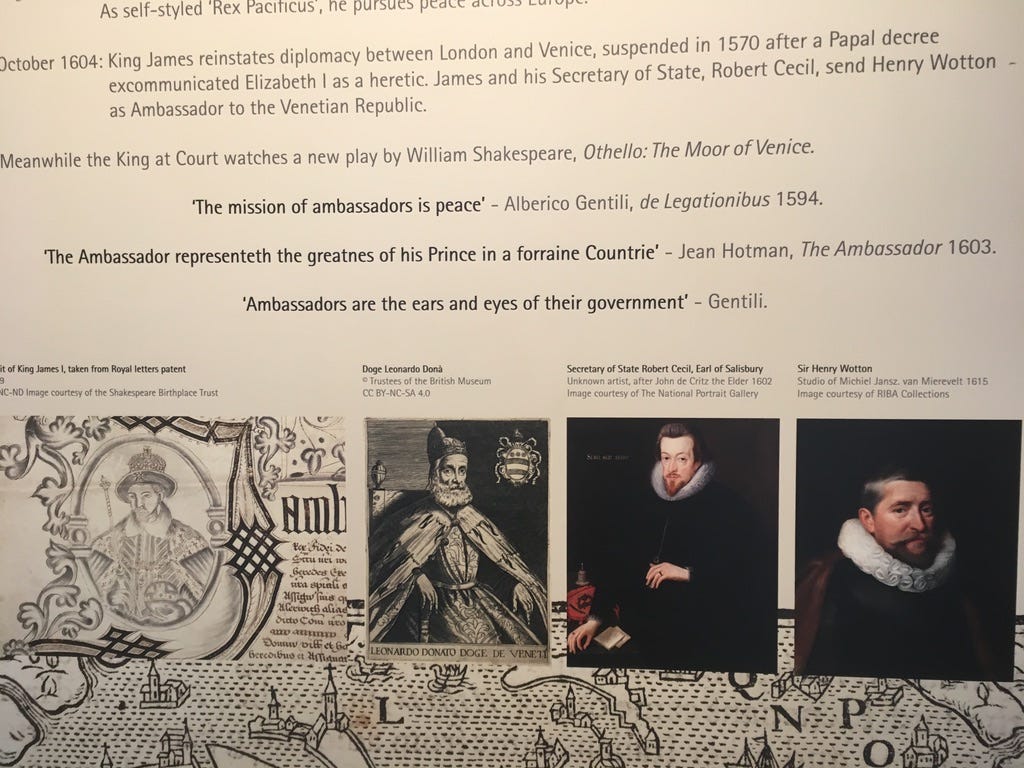 As self-styled 'Rex Pacificus', he pursues peace across Europe.
October 1604: King James reinstates diplomacy between London and Venice, suspended in 1570 after a Papal decree
excommunicated Elizabeth I as a heretic. James and his Secretary of State, Robert Cecil, send Henry Wotton -
as Ambassador to the Venetian Republic.
Meanwhile the King at Court watches a new play by William Shakespeare, Othello: The Moor of Venice.
'The mission of ambassadors is peace' - Alberico Gentili, de Legationibus 1594.
'The Ambassador representeth the greatnes of his Prince in a forraine Countrie' - Jean Hotman, The Ambassador 1603.
'Ambassadors are the ears and eyes of their government' - Gentili.
it of King James I, taken from Royal letters patent
9
NC-ND Image courtesy of the Shakespeare Birthplace Trust
Doge Leonardo Donà
© Trustees of the British Museum
CC BY-NC-SA 4.0
Secretary of State Robert Cecil, Earl of Salisbury
Unknown artist, after John de Critz the Elder 1602
Image courtesy of The National Portrait Gallery
Sir Henry Wotton
Studio of Michiel Jansz. van Mierevelt 1615
Image courtesy of RIBA Collections
Rex Fidei de
heredes
Assignatus
LEONARDO DONATO DOGE DE VENETI
L
Q
N P
O